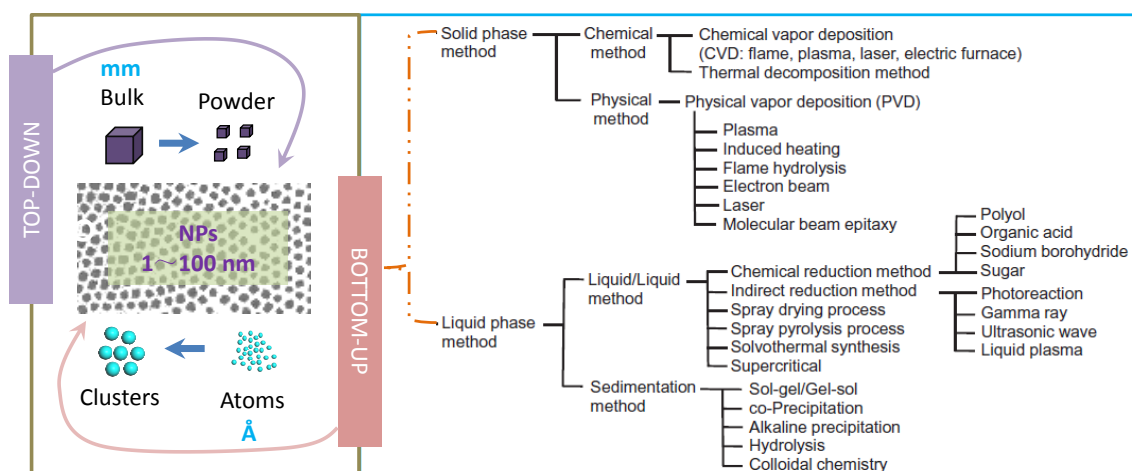 TOP-DOWN
mm
Bulk
Powder
NPs
1～100 nm
Clusters
Atoms
Å
BOTTOM-UP
Solid phase
method
Chemical
method
Chemical vapor deposition
(CVD: flame, plasma, laser, electric furnace)
Thermal decomposition method
Physical
method
Physical vapor deposition (PVD)
Plasma
Induced heating
Flame hydrolysis
Electron beam
Laser
Molecular beam epitaxy
Liquid phase
method
Liquid/Liquid
method
Chemical reduction method
Polyol
Organic acid
Sodium borohydride
Sugar
Indirect reduction method
Photoreaction
Gamma ray
Ultrasonic wave
Liquid plasma
Spray drying process
Spray pyrolysis process
Solvothermal synthesis
Supercritical
Sedimentation
method
Sol-gel/Gel-sol
co-Precipitation
Alkaline precipitation
Hydrolysis
Colloidal chemistry